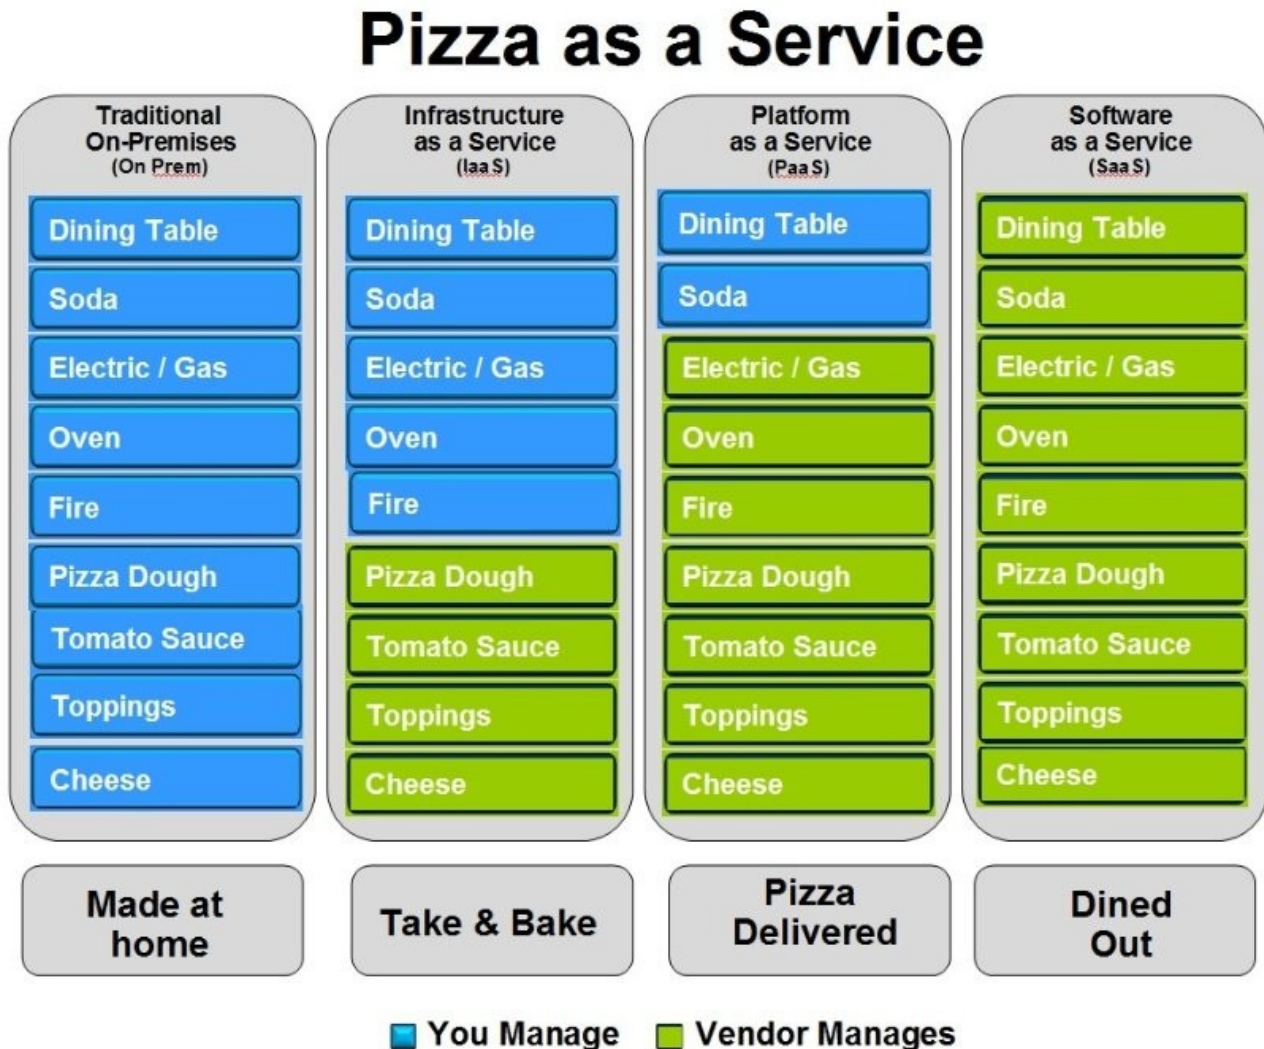 Pizza as a Service
Traditional
On-Premises
(On Prem)
Dining Table
Soda
Electric / Gas
Oven
Fire
Pizza Dough
Tomato Sauce
Toppings
Cheese
Made at
home
Infrastructure
as a Service
(IaaS)
Dining Table
Soda
Electric / Gas
Oven
Fire
Pizza Dough
Tomato Sauce
Toppings
Cheese
Take & Bake
Platform
as a Service
(PaaS)
Dining Table
Soda
Electric / Gas
Oven
Fire
Pizza Dough
Tomato Sauce
Toppings
Cheese
Pizza
Delivered
Software
as a Service
(SaaS)
Dining Table
Soda
Electric / Gas
Oven
Fire
Pizza Dough
Tomato Sauce
Toppings
Cheese
Dined
Out
You Manage
Vendor Manages